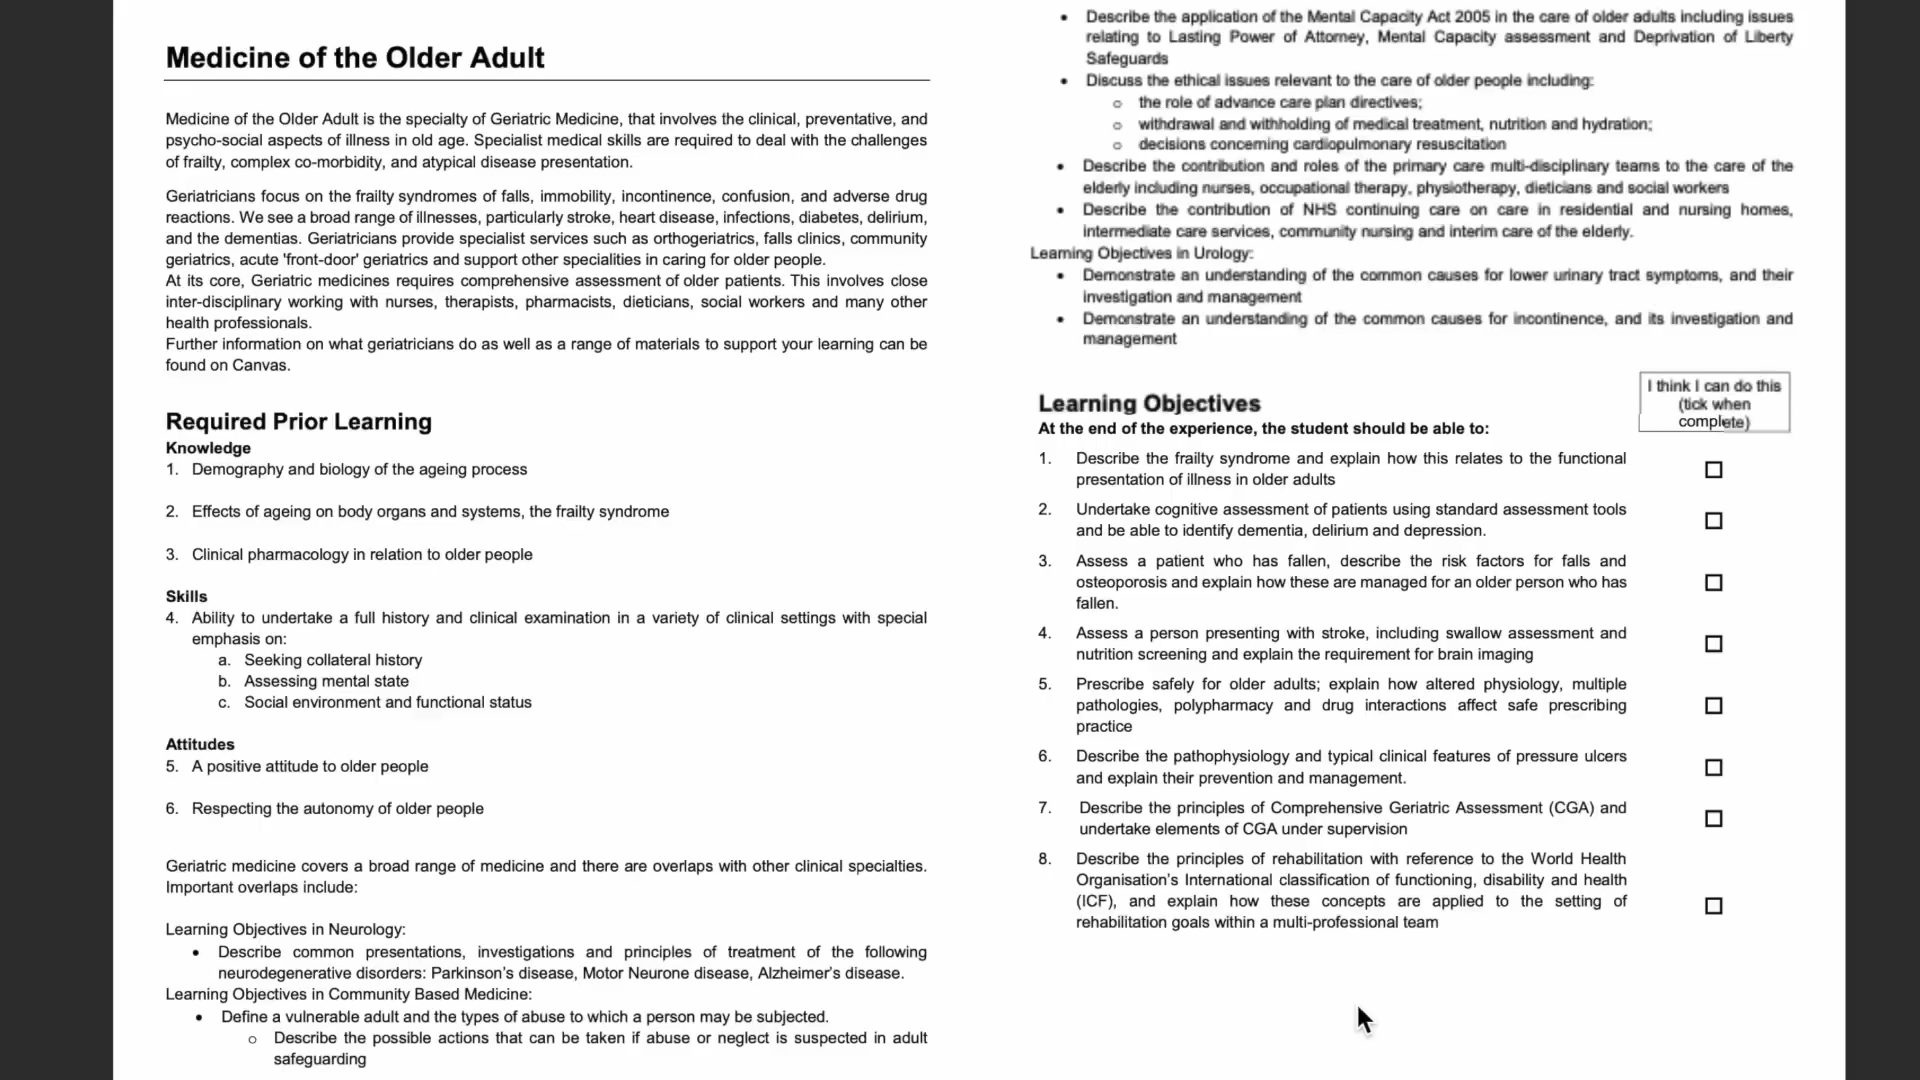 Medicine of the Older Adult
Medicine of the Older Adult is the specialty of Geriatric Medicine, that involves the clinical, preventative, and
psycho-social aspects of illness in old age. Specialist medical skills are required to deal with the challenges
of frailty, complex co-morbidity, and atypical disease presentation.
Geriatricians focus on the frailty syndromes of falls, immobility, incontinence, confusion, and adverse drug
reactions. We see a broad range of illnesses, particularly stroke, heart disease, infections, diabetes, delirium,
and the dementias. Geriatricians provide specialist services such as orthogeriatrics, falls clinics, community
geriatrics, acute 'front-door' geriatrics and support other specialities in caring for older people.
At its core, Geriatric medicines requires comprehensive assessment of older patients. This involves close
inter-disciplinary working with nurses, therapists, pharmacists, dieticians, social workers and many other
health professionals.
Further information on what geriatricians do as well as a range of materials to support your learning can be
found on Canvas.
Required Prior Learning
Knowledge
1. Demography and biology of the ageing process
2. Effects of ageing on body organs and systems, the frailty syndrome
3. Clinical pharmacology in relation to older people
Skills
4. Ability to undertake a full history and clinical examination in a variety of clinical settings with special
emphasis on:
a. Seeking collateral history
b. Assessing mental state
c. Social environment and functional status
Attitudes
5. A positive attitude to older people
6. Respecting the autonomy of older people
Geriatric medicine covers a broad range of medicine and there are overlaps with other clinical specialties.
Important overlaps include:
Learning Objectives in Neurology:
• Describe common presentations, investigations and principles of treatment of the following
neurodegenerative disorders: Parkinson's disease, Motor Neurone disease, Alzheimer's disease.
Learning Objectives in Community Based Medicine:
• Define a vulnerable adult and the types of abuse to which a person may be subjected.
o Describe the possible actions that can be taken if abuse or neglect is suspected in adult
safeguarding
• Describe the application of the Mental Capacity Act 2005 in the care of older adults including issues
relating to Lasting Power of Attorney, Mental Capacity assessment and Deprivation of Liberty
Safeguards
• Discuss the ethical issues relevant to the care of older people including:
o the role of advance care plan directives;
o withdrawal and withholding of medical treatment, nutrition and hydration;
o decisions concerning cardiopulmonary resuscitation
• Describe the contribution and roles of the primary care multi-disciplinary teams to the care of the
elderly including nurses, occupational therapy, physiotherapy, dieticians and social workers
• Describe the contribution of NHS continuing care on care in residential and nursing homes,
intermediate care services, community nursing and interim care of the elderly.
Learning Objectives in Urology:
• Demonstrate an understanding of the common causes for lower urinary tract symptoms, and their
investigation and management
• Demonstrate an understanding of the common causes for incontinence, and its investigation and
management
I think I can do this
(tick when
complete)
Learning Objectives
At the end of the experience, the student should be able to:
1. Describe the frailty syndrome and explain how this relates to the functional
presentation of illness in older adults
2. Undertake cognitive assessment of patients using standard assessment tools
and be able to identify dementia, delirium and depression.
3. Assess a patient who has fallen, describe the risk factors for falls and
osteoporosis and explain how these are managed for an older person who has
fallen.
4. Assess a person presenting with stroke, including swallow assessment and
nutrition screening and explain the requirement for brain imaging
5. Prescribe safely for older adults; explain how altered physiology, multiple
pathologies, polypharmacy and drug interactions affect safe prescribing
practice
6. Describe the pathophysiology and typical clinical features of pressure ulcers
and explain their prevention and management.
7. Describe the principles of Comprehensive Geriatric Assessment (CGA) and
undertake elements of CGA under supervision
8. Describe the principles of rehabilitation with reference to the World Health
Organisation's International classification of functioning, disability and health
(ICF), and explain how these concepts are applied to the setting of
rehabilitation goals within a multi-professional team